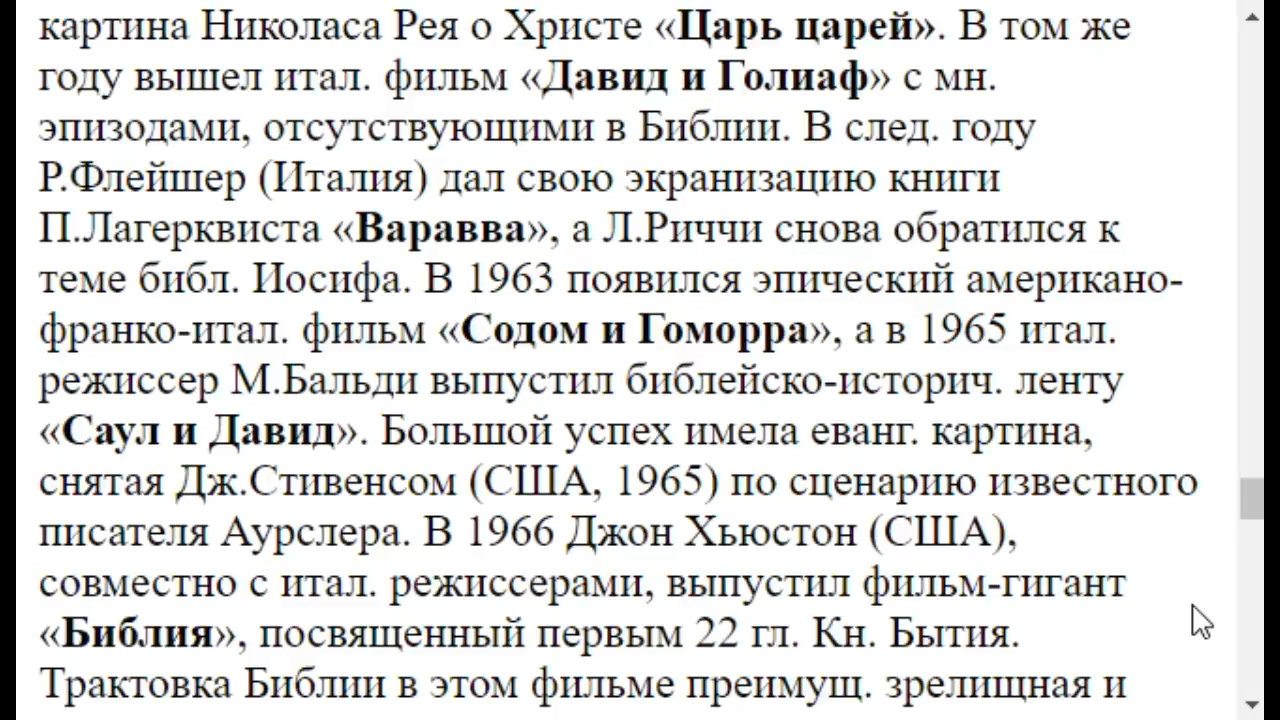 картина Николаса Рея о Христе «Царь царей». В том же
году вышел итал. фильм «Давид и Голиаф» с мн.
эпизодами, отсутствующими в Библии. В след. году
Р.Флейшер (Италия) дал свою экранизацию книги
П.Лагерквиста «Варавва», а Л.Риччи снова обратился к
теме библ. Иосифа. В 1963 появился эпический американо-
франко-итал. фильм «Содом и Гоморра», а в 1965 итал.
режиссер М.Бальди выпустил библейско-историч. ленту
«Саул и Давид». Большой успех имела еванг. картина,
снятая Дж.Стивенсом (США, 1965) по сценарию известного
писателя Аурслера. В 1966 Джон Хьюстон (США),
совместно с итал. режиссерами, выпустил фильм-гигант
«Библия», посвященный первым 22 гл. Кн. Бытия.
Трактовка Библии в этом фильме преимущ. зрелищная и